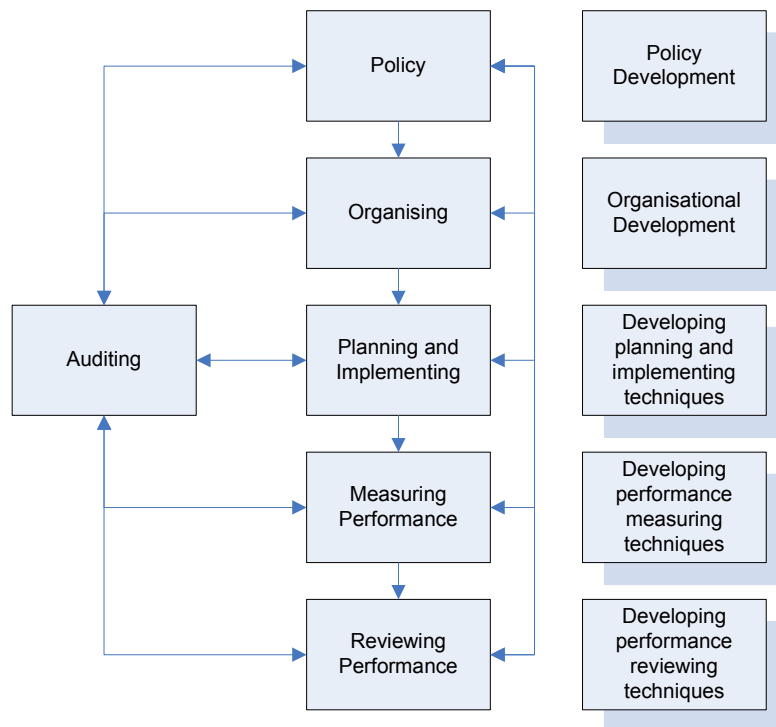 Policy
Policy
Development
Organising
Organisational
Development
Auditing
Planning and
Implementing
Developing
planning and
implementing
techniques
Measuring
Performance
Developing
performance
measuring
techniques
Reviewing
Performance
Developing
performance
reviewing
techniques